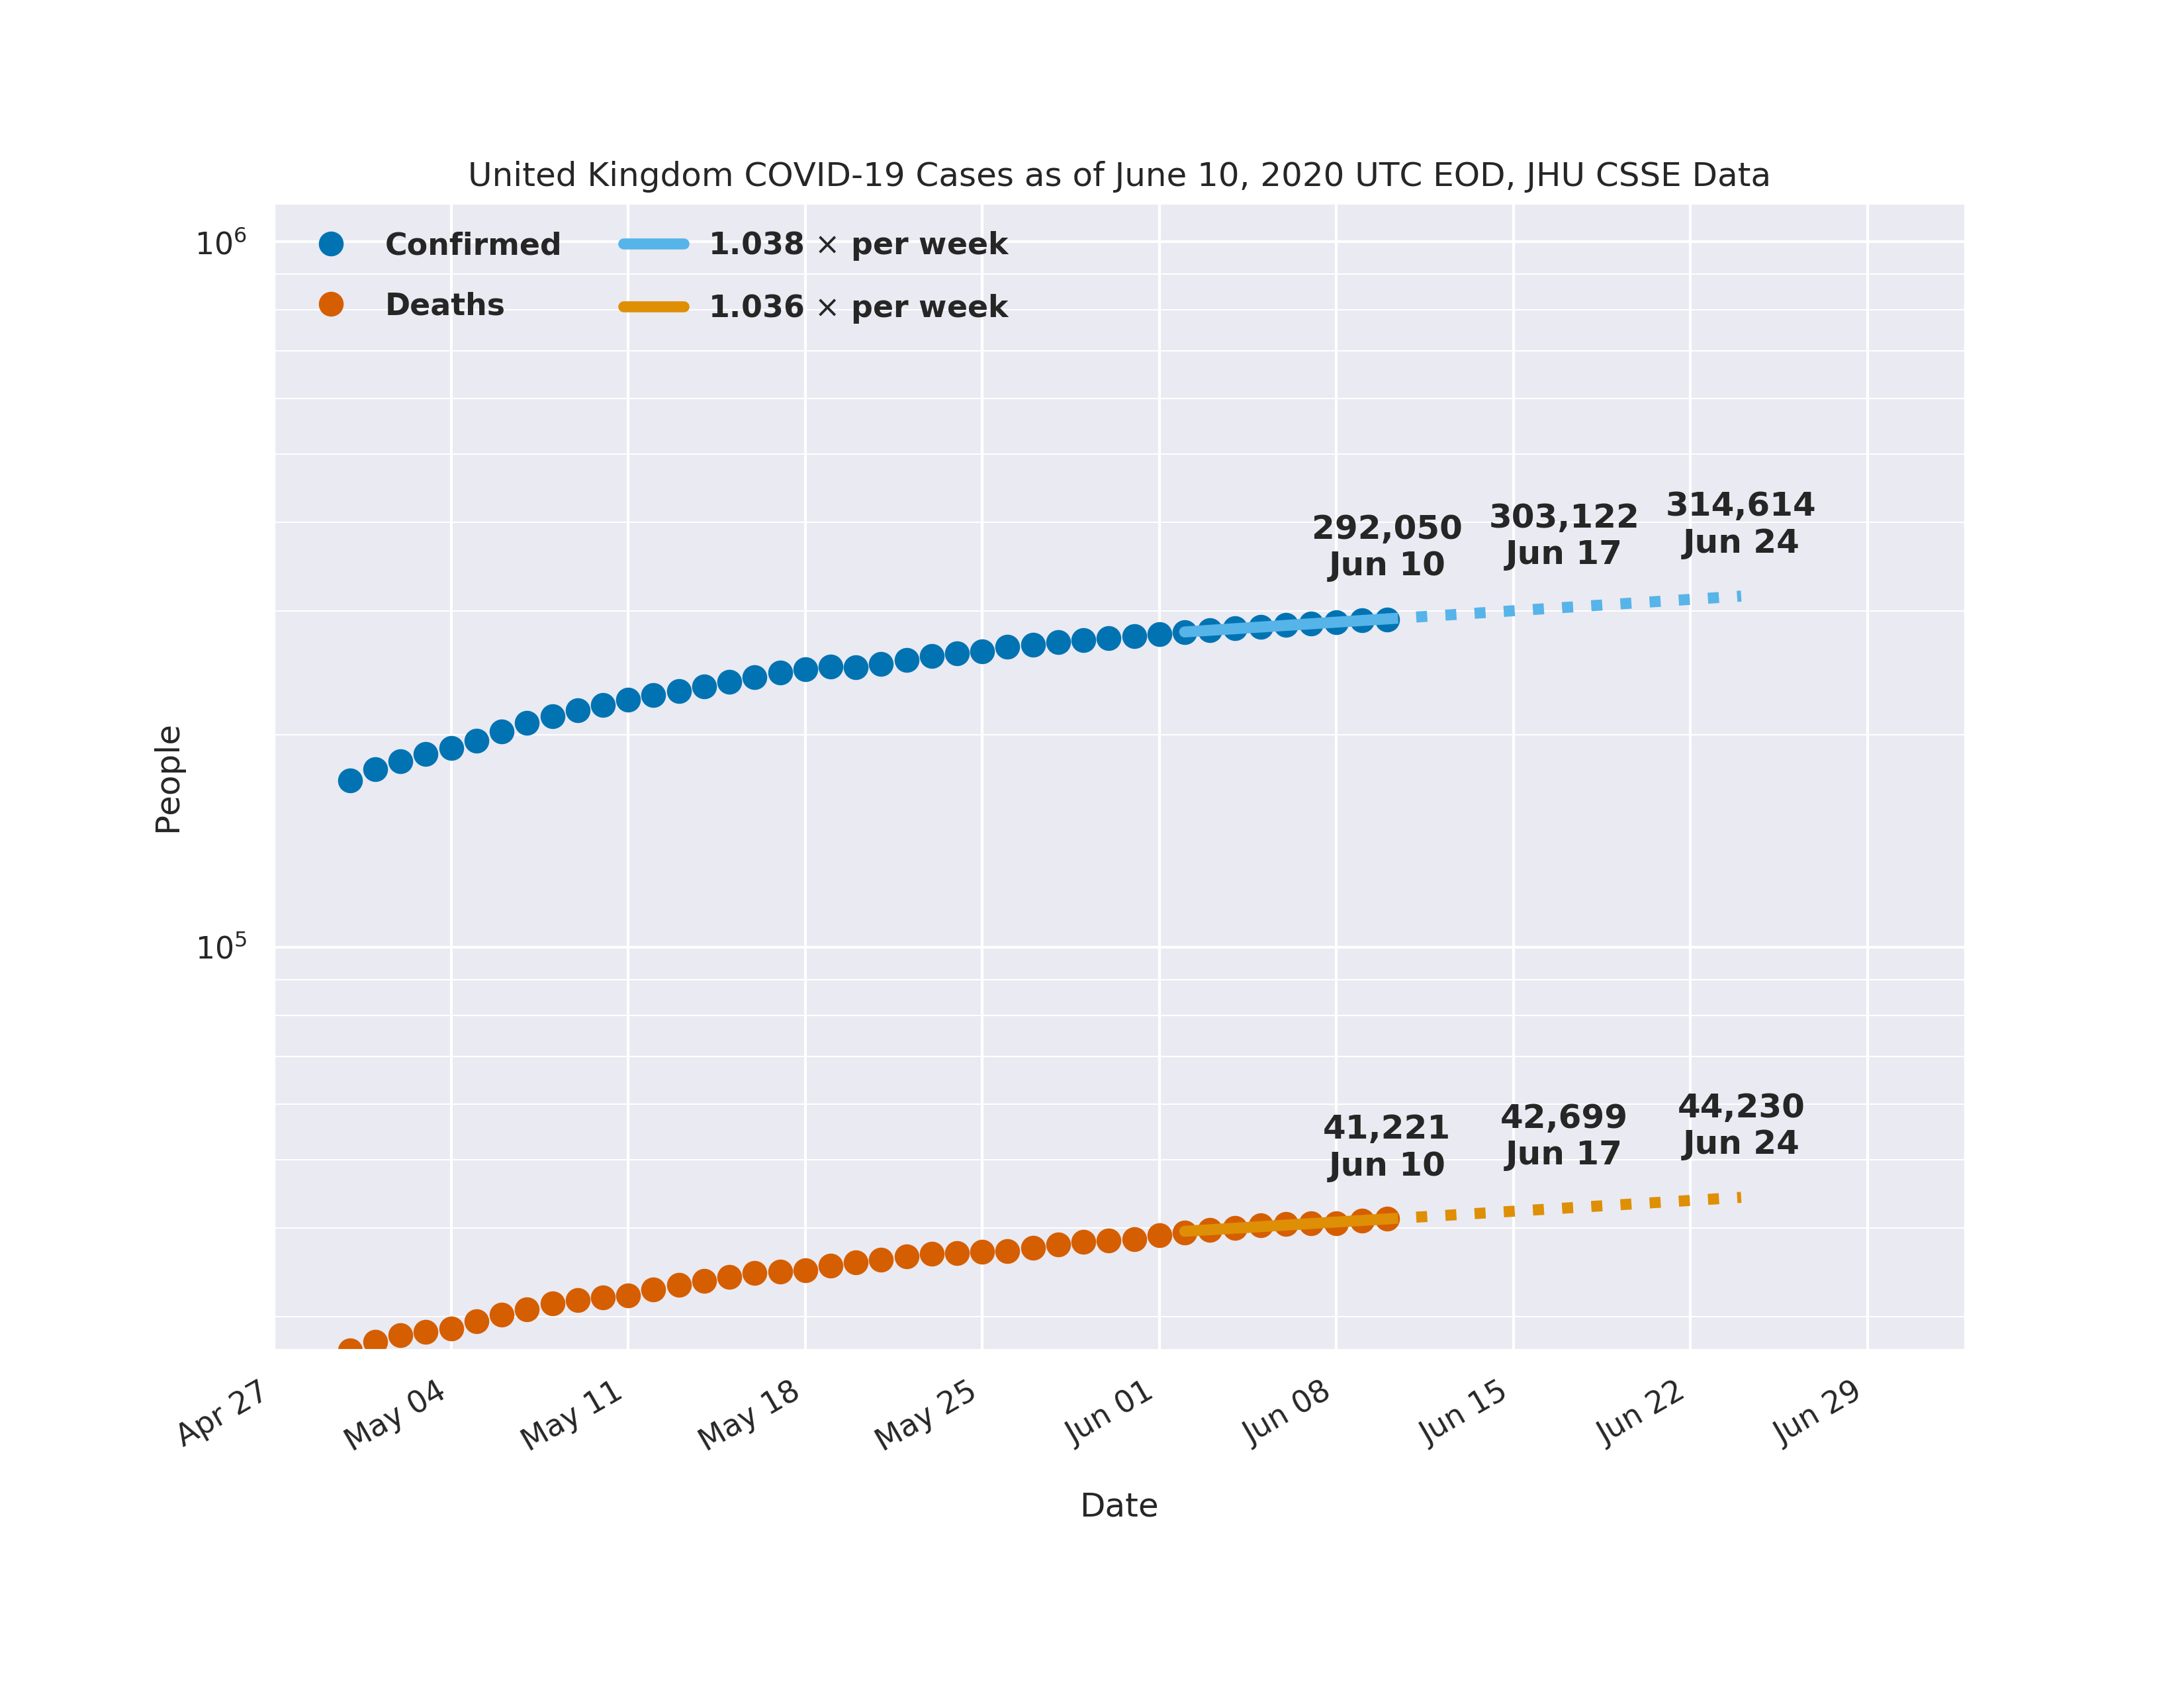 United Kingdom COVID-19 Cases as of June 10, 2020 UTC EOD, JHU CSSE Data
10⁶
Confirmed
1.038 × per week
Deaths
1.036 × per week
292,050
Jun 10
303,122
Jun 17
314,614
Jun 24
People
10⁵
41,221
Jun 10
42,699
Jun 17
44,230
Jun 24
Apr 27
May 04
May 11
May 18
May 25
Jun 01
Jun 08
Jun 15
Jun 22
Jun 29
Date